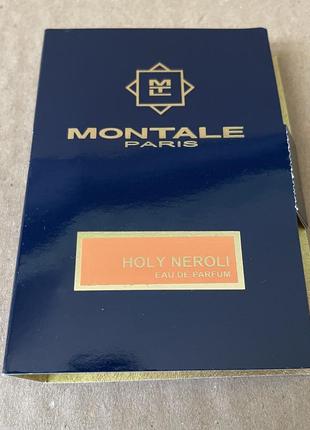 MONTALE
PARIS
HOLY NEROLI
EAU DE PARFUM